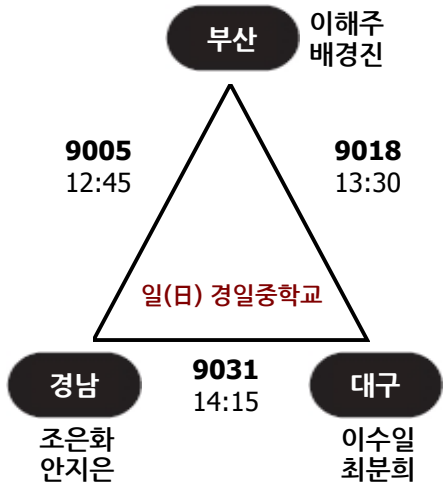 부산
이해주
배경진
9005
12:45
9018
13:30
일(日) 경일중학교
경남
9031
14:15
대구
조은화
안지은
이수일
최분희